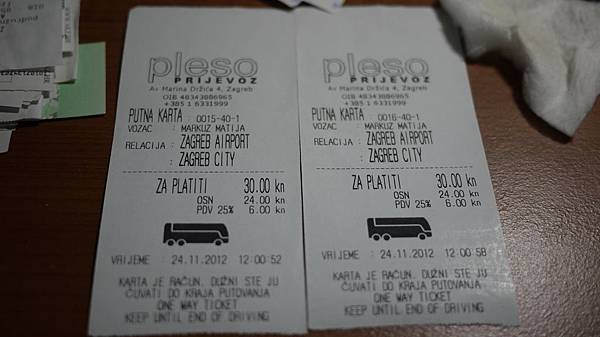 pleso
PRIJEVOZ
Av Marina Držića 4, Zagreb
OIB 48343886965
+385 1 6331999
PUTNA KARTA : 0015-40-1
VOZAC : MARKUZ MATIJA
RELACIJA : ZAGREB AIRPORT
: ZAGREB CITY
ZA PLATITI 30.00 kn
OSN 24.00 kn
PDV 25% 6.00 kn
VRIJEME : 24.11.2012 12:00:52
KARTA JE RAČUN. DUŽNI STE JU
ČUVATI DO KRAJA PUTOVANJA
ONE WAY TICKET
KEEP UNTIL END OF DRIVING
pleso
PRIJEVOZ
Av Marina Držića 4, Zagreb
OIB 48343886965
+385 1 6331999
PUTNA KARTA : 0016-40-1
VOZAC : MARKUZ MATIJA
RELACIJA : ZAGREB AIRPORT
: ZAGREB CITY
ZA PLATITI 30.00 kn
OSN 24.00 kn
PDV 25% 6.00 kn
VRIJEME : 24.11.2012 12:00:58
KARTA JE RAČUN. DUŽNI STE JU
ČUVATI DO KRAJA PUTOVANJA
ONE WAY TICKET
KEEP UNTIL END OF DRIVING